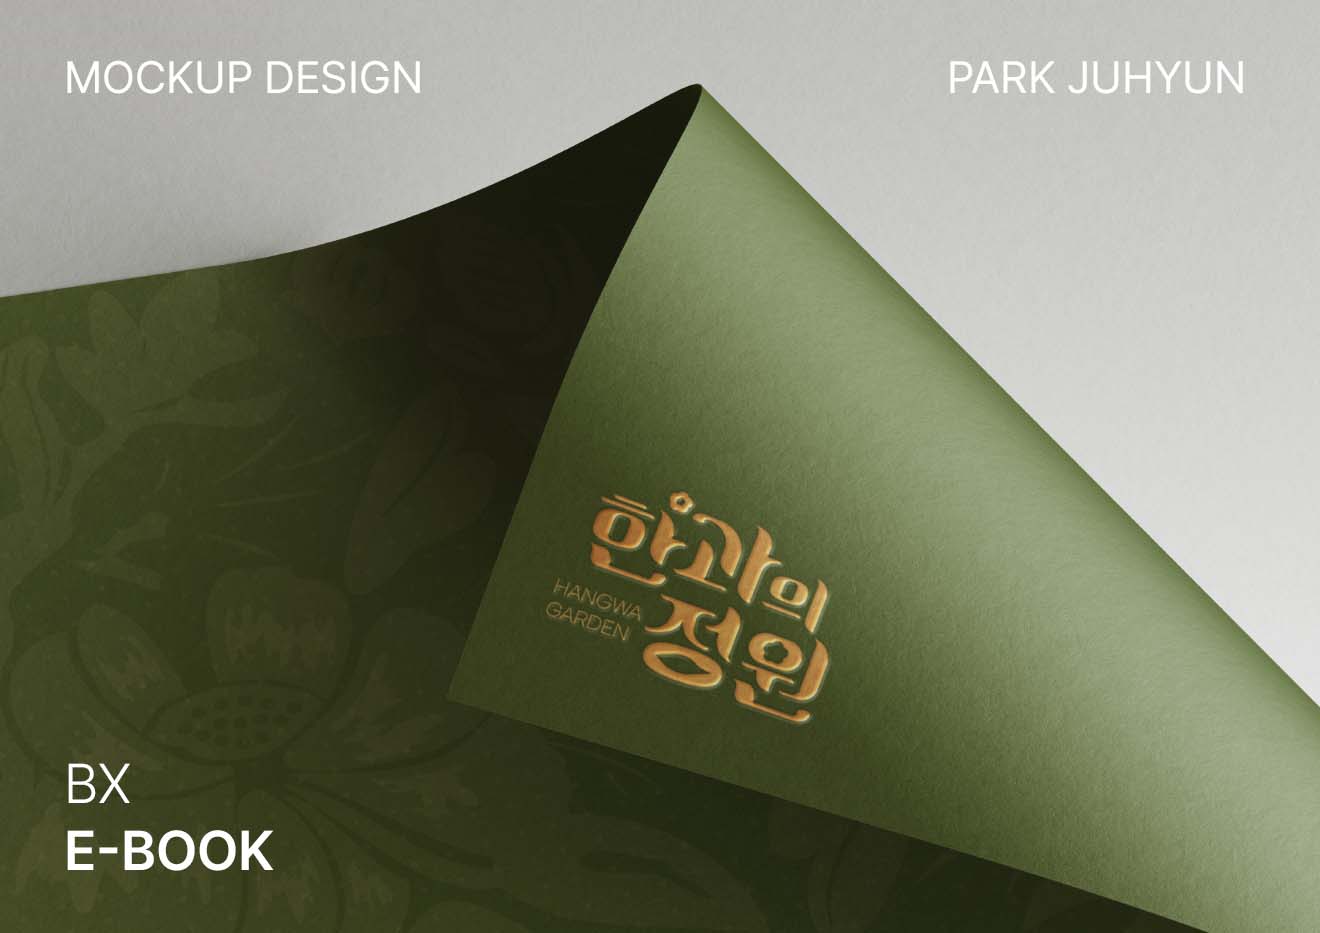 MOCKUP DESIGN
PARK JUHYUN
한과의
정원
HANGWA
GARDEN
BX
E-BOOK